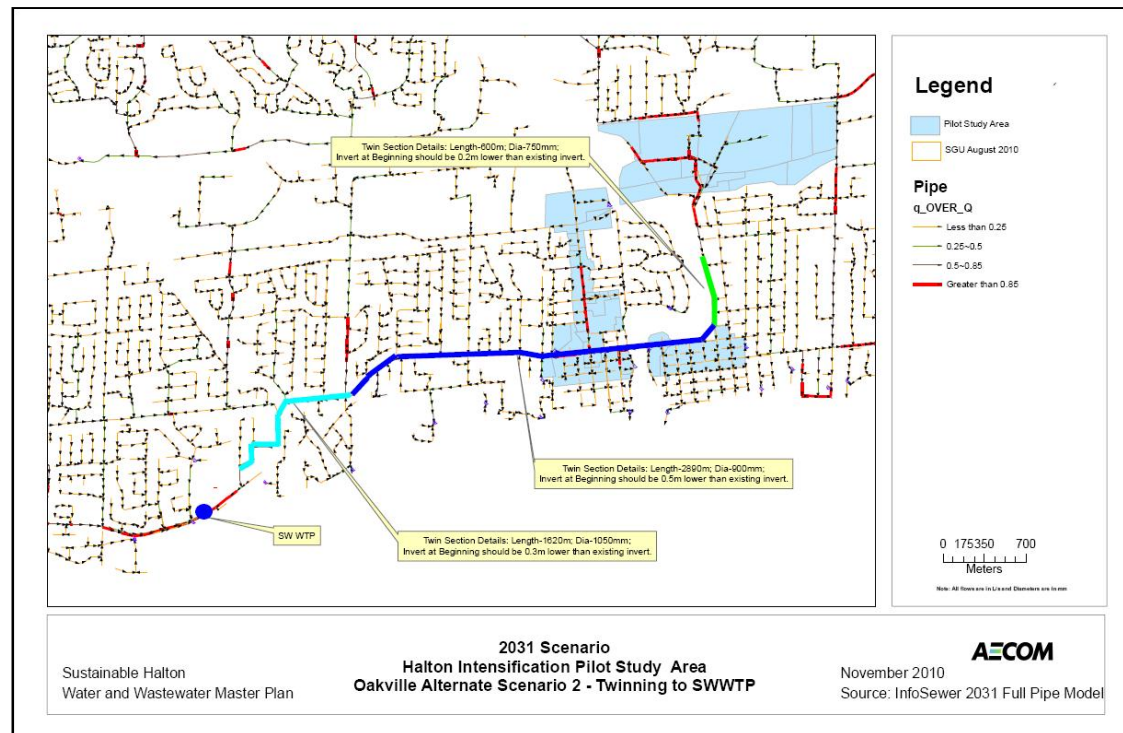 Twin Section Details: Length-600m; Dia-750mm;
Invert at Beginning should be 0.2m lower than existing invert.
Twin Section Details: Length-2890m; Dia-900mm;
Invert at Beginning should be 0.5m lower than existing invert.
SW WTP
Twin Section Details: Length-1620m; Dia-1050mm;
Invert at Beginning should be 0.3m lower than existing invert.
Legend
Pilot Study Area
SGU August 2010
Pipe
q_OVER_Q
Less than 0.25
0.25~0.5
0.5~0.85
Greater than 0.85
0 175350 700
Meters
Note: All flows are in L/s and Diameters are in mm
Sustainable Halton
Water and Wastewater Master Plan
2031 Scenario
Halton Intensification Pilot Study Area
Oakville Alternate Scenario 2 - Twinning to SWWTP
AECOM
November 2010
Source: InfoSewer 2031 Full Pipe Model